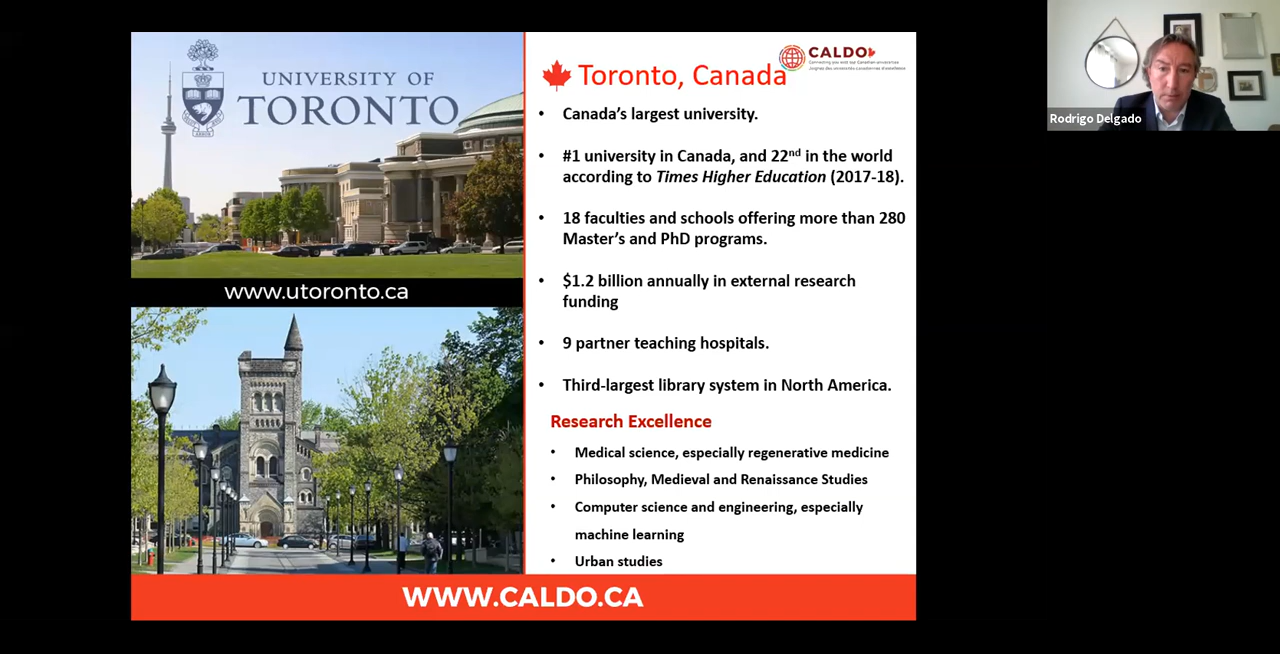 UNIVERSITY OF
TORONTO
www.utoronto.ca
Toronto, Canada
CALDO
Connecting you with our Canadian universities
• Canada's largest university.
• #1 university in Canada, and 22nd in the world
according to Times Higher Education (2017-18).
• 18 faculties and schools offering more than 280
Master's and PhD programs.
• $1.2 billion annually in external research
funding
• 9 partner teaching hospitals.
• Third-largest library system in North America.
Research Excellence
• Medical science, especially regenerative medicine
• Philosophy, Medieval and Renaissance Studies
• Computer science and engineering, especially
machine learning
• Urban studies
WWW.CALDO.CA
Rodrigo Delgado